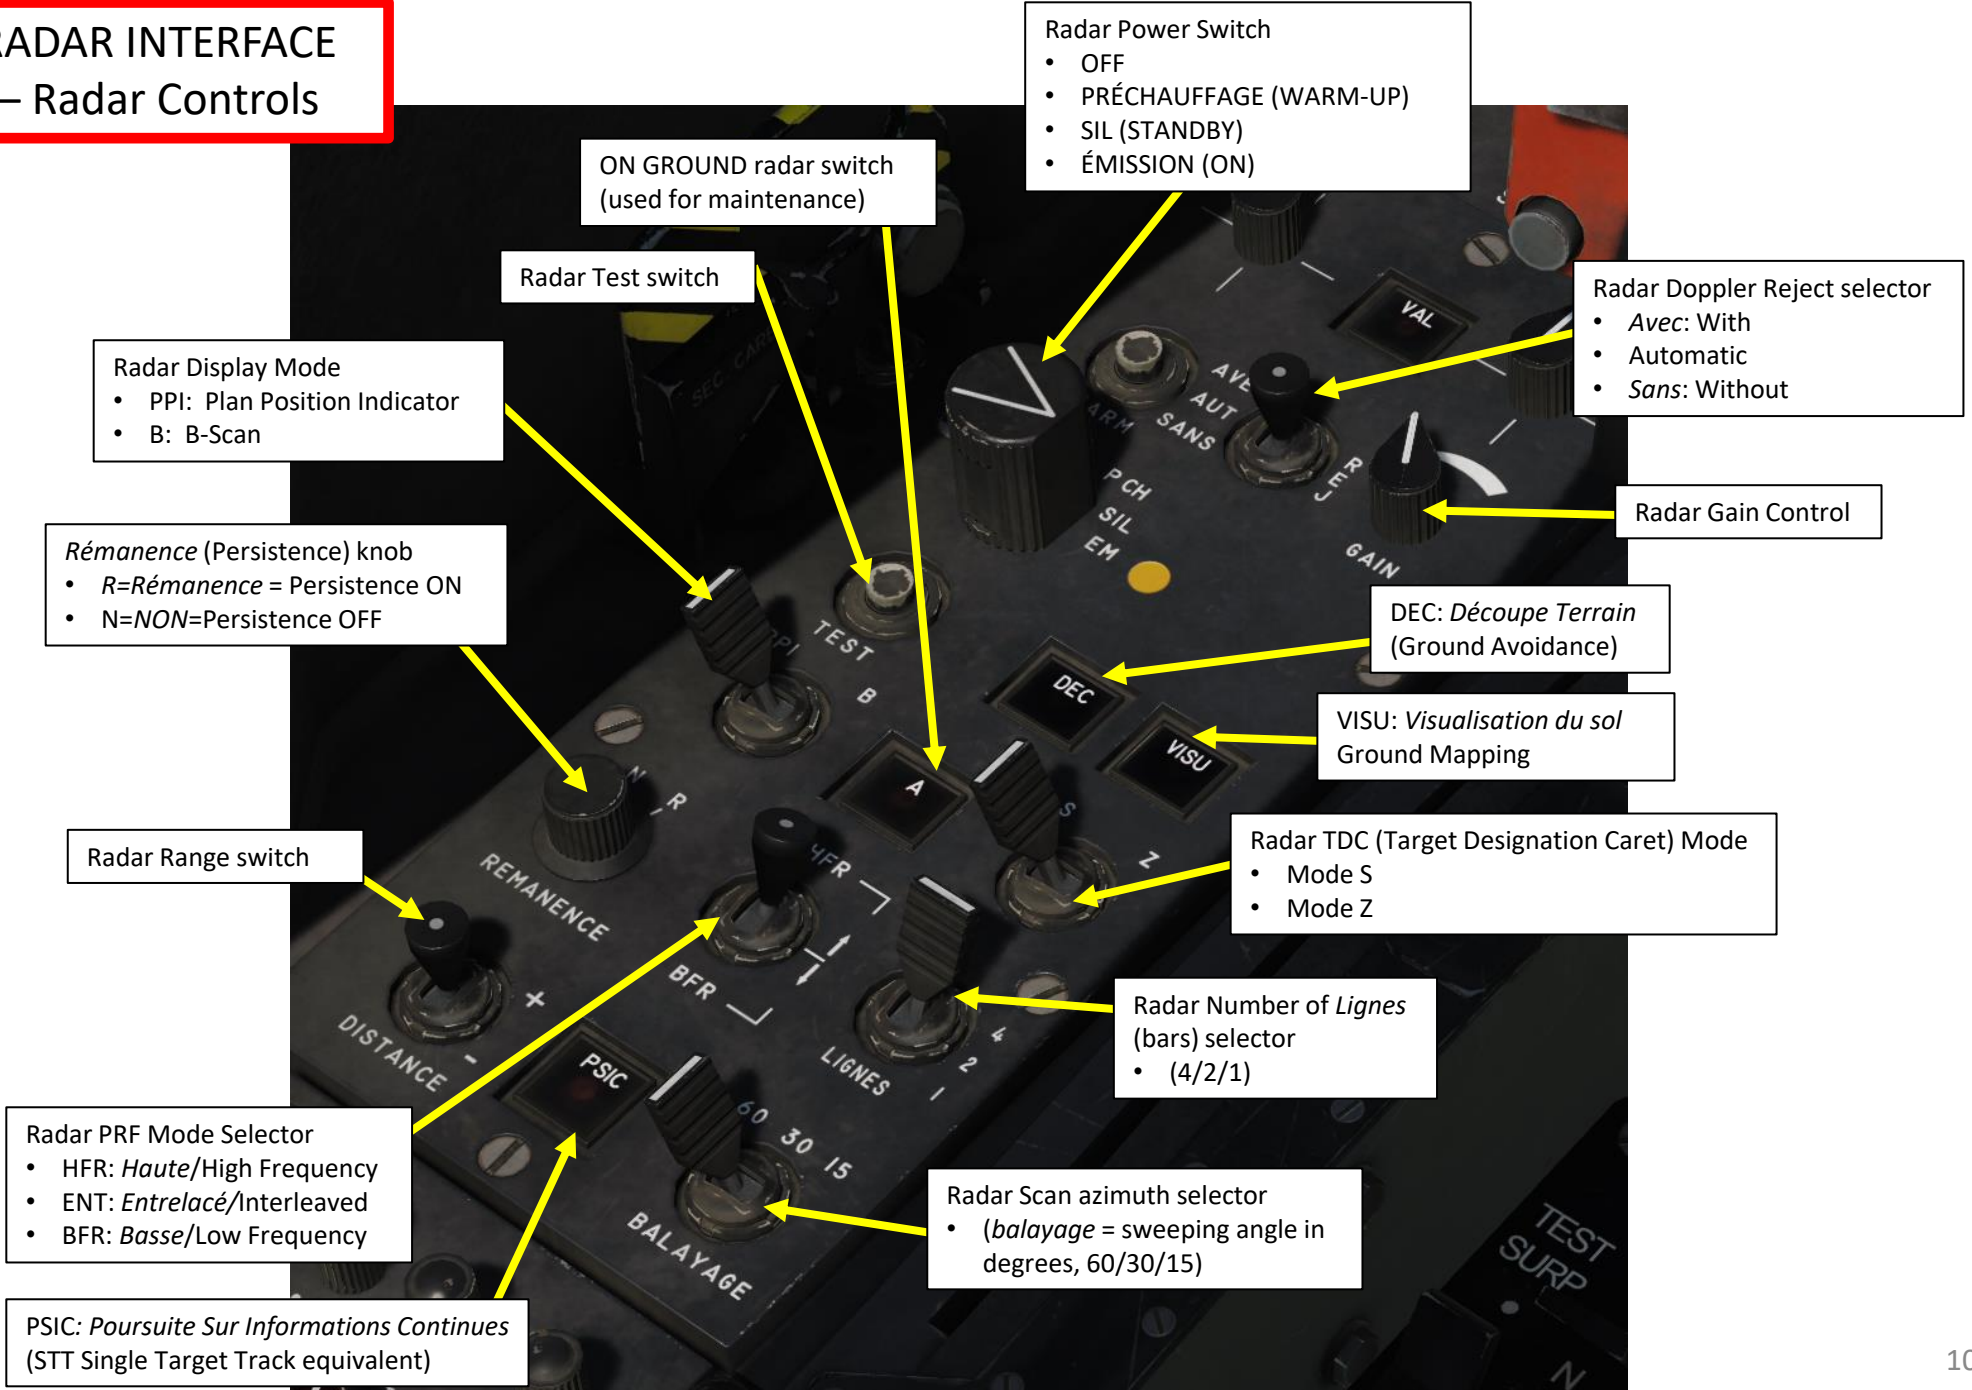 RADAR INTERFACE
– Radar Controls
Radar Power Switch
• OFF
• PRÉCHAUFFAGE (WARM-UP)
• SIL (STANDBY)
• ÉMISSION (ON)
ON GROUND radar switch
(used for maintenance)
Radar Test switch
Radar Doppler Reject selector
• Avec: With
• Automatic
• Sans: Without
Radar Display Mode
• PPI: Plan Position Indicator
• B: B-Scan
Radar Gain Control
Rémanence (Persistence) knob
• R=Rémanence = Persistence ON
• N=NON=Persistence OFF
DEC: Découpe Terrain
(Ground Avoidance)
VISU: Visualisation du sol
Ground Mapping
Radar Range switch
Radar TDC (Target Designation Caret) Mode
• Mode S
• Mode Z
Radar Number of Lignes
(bars) selector
• (4/2/1)
Radar PRF Mode Selector
• HFR: Haute/High Frequency
• ENT: Entrelacé/Interleaved
• BFR: Basse/Low Frequency
Radar Scan azimuth selector
• (balayage = sweeping angle in
degrees, 60/30/15)
PSIC: Poursuite Sur Informations Continues
(STT Single Target Track equivalent)
VAL
AUT
SANS
ARM
P CH
SIL
EM
REJ
GAIN
PPI
TEST
B
DEC
VISU
A
S
Z
N
R
REMANENCE
HFR
BFR
+
-
DISTANCE
PSIC
4
2
1
LIGNES
60
30
15
BALAYAGE
TEST
SURP
N
10